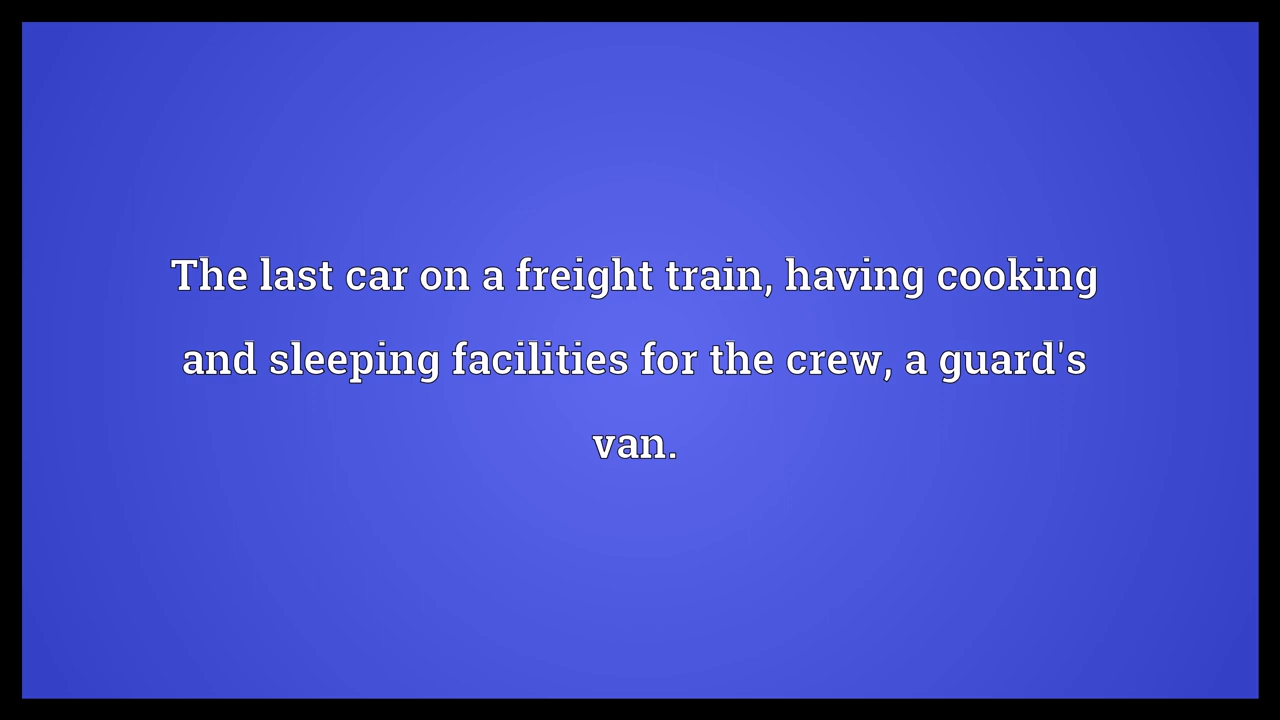 The last car on a freight train, having cooking
and sleeping facilities for the crew, a guard's
van.